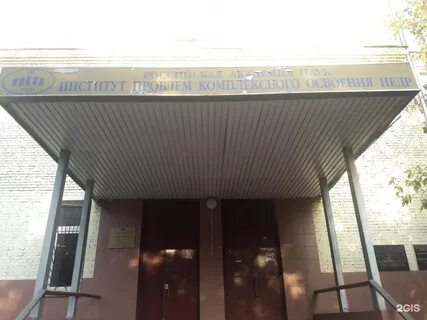 РОССИЙСКАЯ АКАДЕМИЯ НАУК
ИНСТИТУТ ПРОБЛЕМ КОМПЛЕКСНОГО ОСВОЕНИЯ НЕДР
2GIS